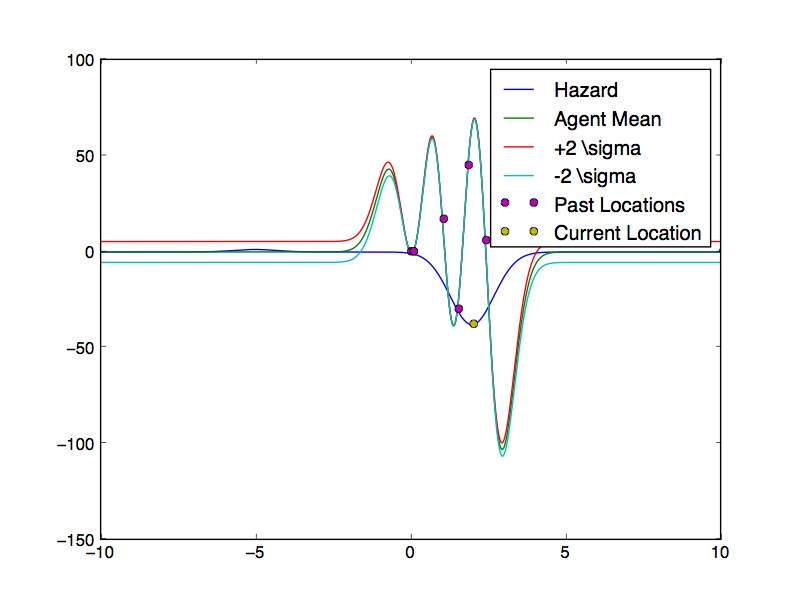 100
50
0
−50
−100
−150
−10
−5
0
5
10
Hazard
Agent Mean
+2 \sigma
-2 \sigma
Past Locations
Current Location